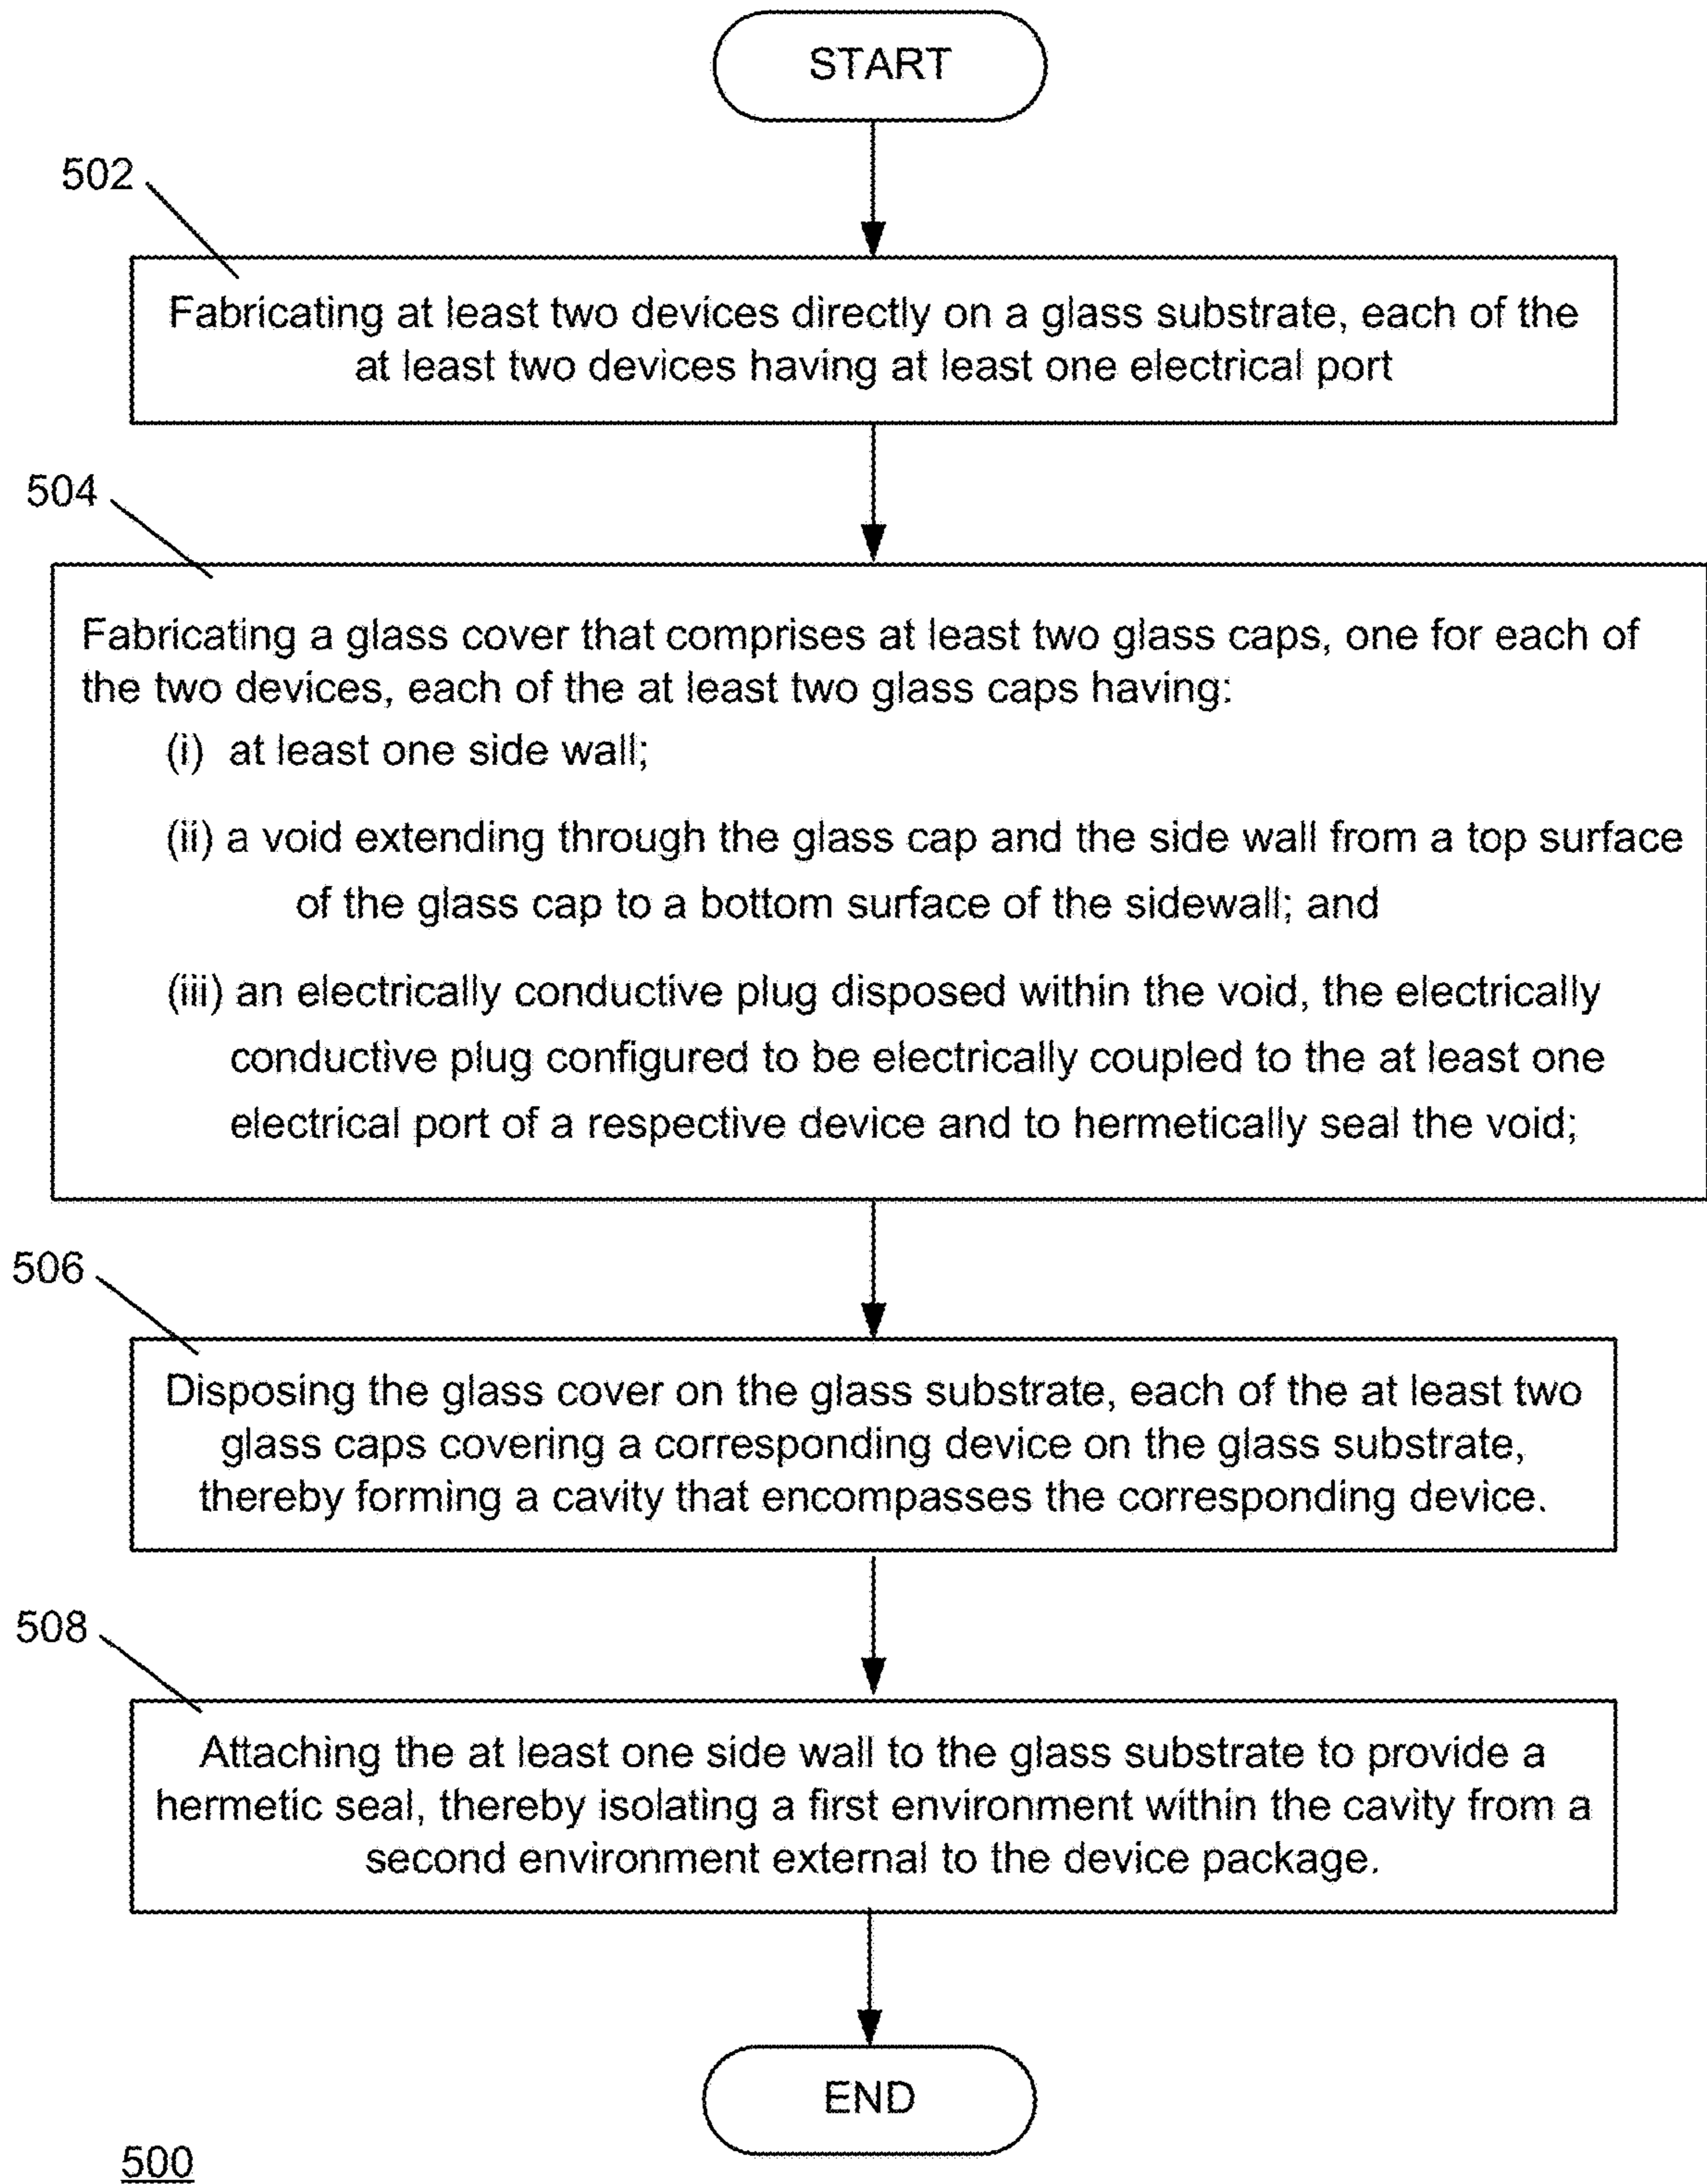 START
502
Fabricating at least two devices directly on a glass substrate, each of the
at least two devices having at least one electrical port
504
Fabricating a glass cover that comprises at least two glass caps, one for each of
the two devices, each of the at least two glass caps having:
(i) at least one side wall;
(ii) a void extending through the glass cap and the side wall from a top surface
of the glass cap to a bottom surface of the sidewall; and
(iii) an electrically conductive plug disposed within the void, the electrically
conductive plug configured to be electrically coupled to the at least one
electrical port of a respective device and to hermetically seal the void;
506
Disposing the glass cover on the glass substrate, each of the at least two
glass caps covering a corresponding device on the glass substrate,
thereby forming a cavity that encompasses the corresponding device.
508
Attaching the at least one side wall to the glass substrate to provide a
hermetic seal, thereby isolating a first environment within the cavity from a
second environment external to the device package.
END
500